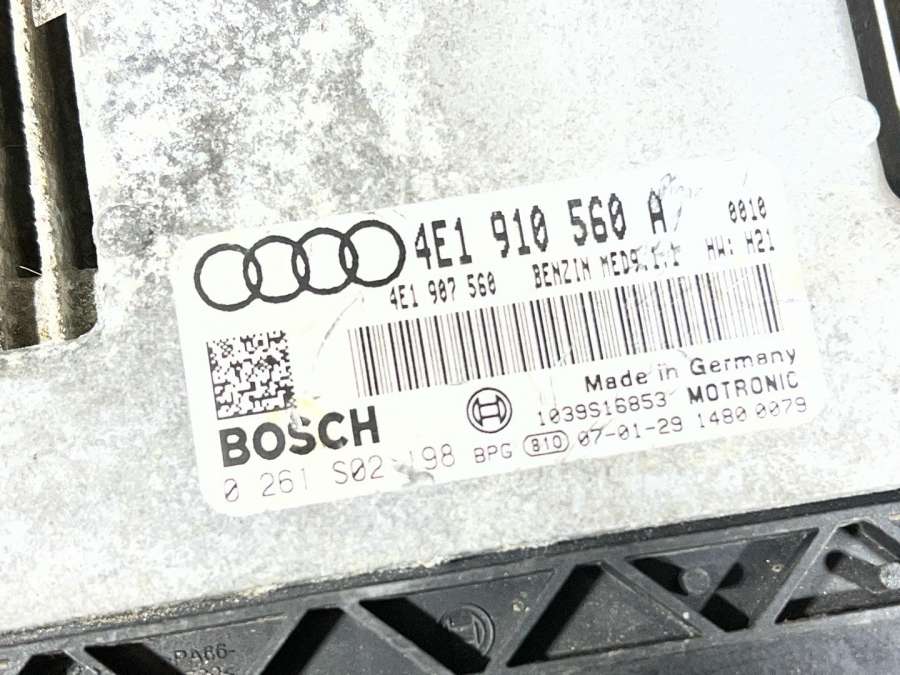 4E1 910 560 A 0010
4E1 907 560 BENZIN MED9.1.1 HW: H21
Made in Germany
BOSCH 1039S16853 MOTRONIC
0 261 S02 198 BPG 810 07-01-29 1480 0079
PA66-